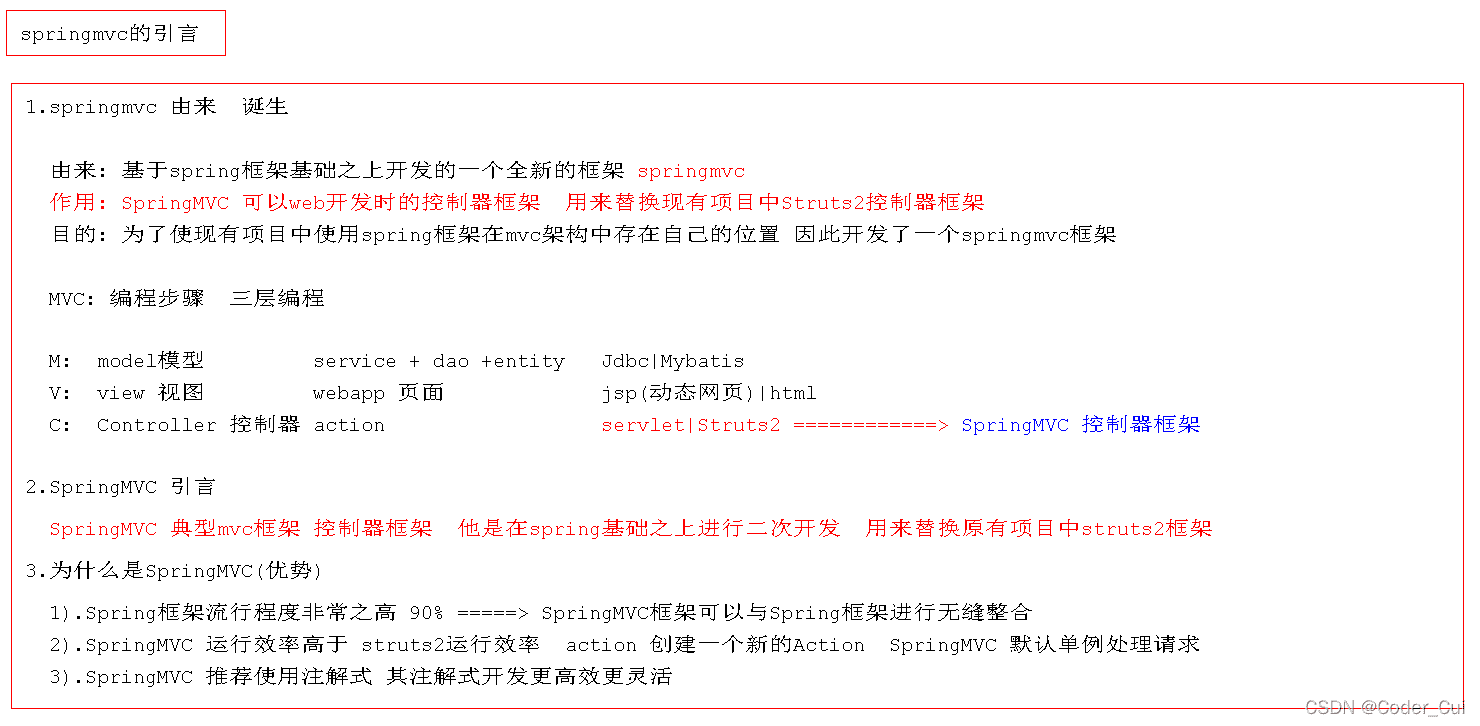 springmvc的引言
1.springmvc 由来 诞生
由来: 基于spring框架基础之上开发的一个全新的框架 springmvc
作用: SpringMVC 可以web开发时的控制器框架 用来替换现有项目中Struts2控制器框架
目的: 为了使现有项目中使用spring框架在mvc架构中存在自己的位置 因此开发了一个springmvc框架
MVC: 编程步骤 三层编程
M: model模型 service + dao +entity Jdbc|Mybatis
V: view 视图 webapp 页面 jsp(动态网页)|html
C: Controller 控制器 action servlet|Struts2 ============> SpringMVC 控制器框架
2.SpringMVC 引言
SpringMVC 典型mvc框架 控制器框架 他是在spring基础之上进行二次开发 用来替换原有项目中struts2框架
3.为什么是SpringMVC(优势)
1).Spring框架流行程度非常之高 90% =====> SpringMVC框架可以与Spring框架进行无缝整合
2).SpringMVC 运行效率高于 struts2运行效率 action 创建一个新的Action SpringMVC 默认单例处理请求
3).SpringMVC 推荐使用注解式 其注解式开发更高效更灵活
CSDN @Coder_Cui